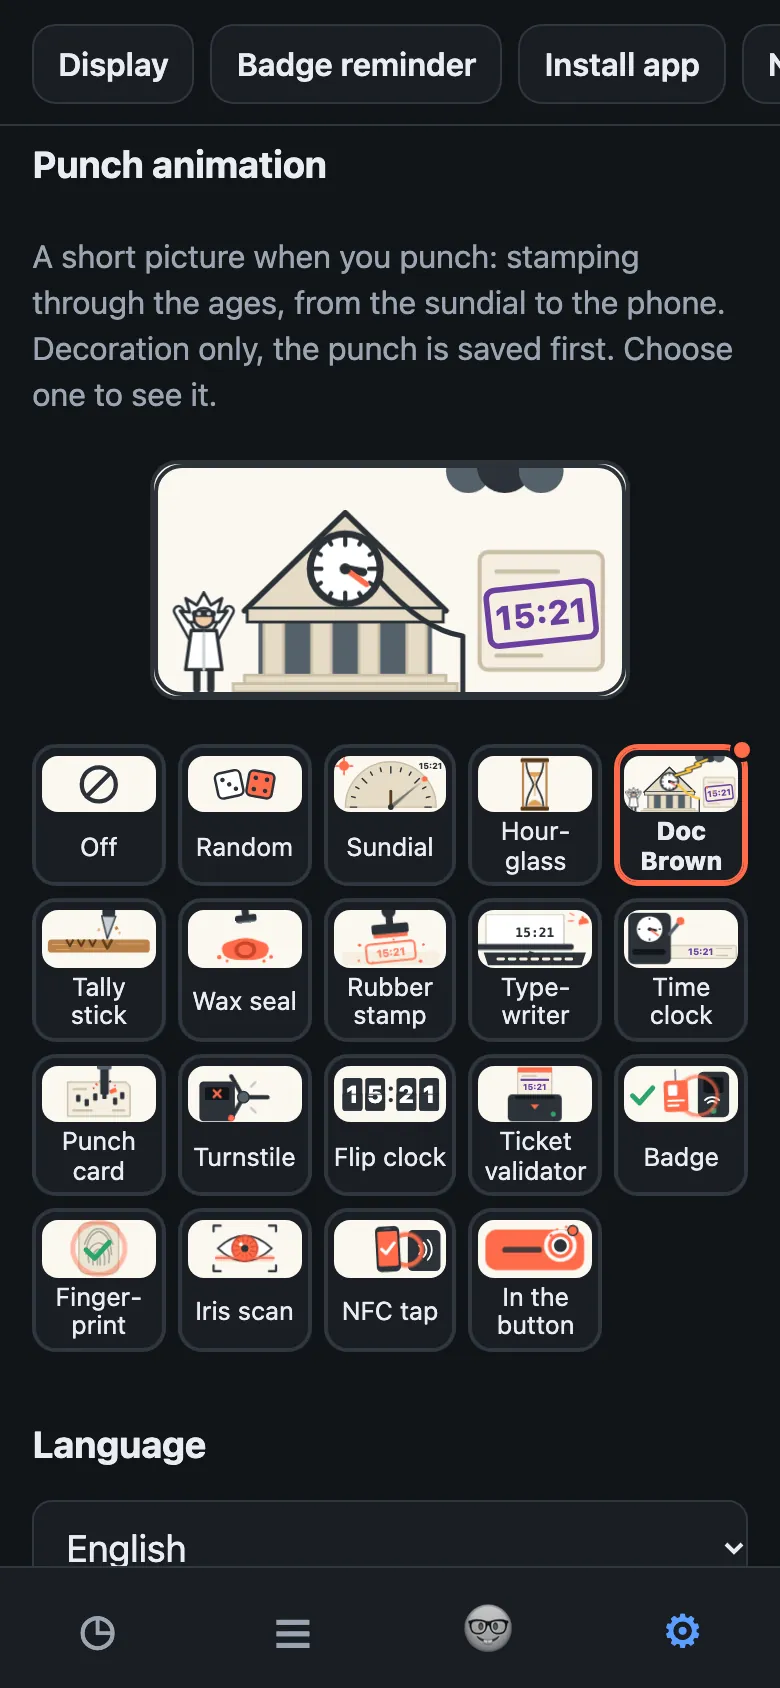 Display
Badge reminder
Install app
N
Punch animation
A short picture when you punch: stamping
through the ages, from the sundial to the phone.
Decoration only, the punch is saved first. Choose
one to see it.
15:21
Off
Random
15:21
Sundial
Hour-
glass
15:21
Doc
Brown
Tally
stick
Wax seal
15:21
Rubber
stamp
15:21
Type-
writer
15:21
Time
clock
Punch
card
Turnstile
15:21
Flip clock
15:21
Ticket
validator
Badge
Finger-
print
Iris scan
NFC tap
In the
button
Language
English